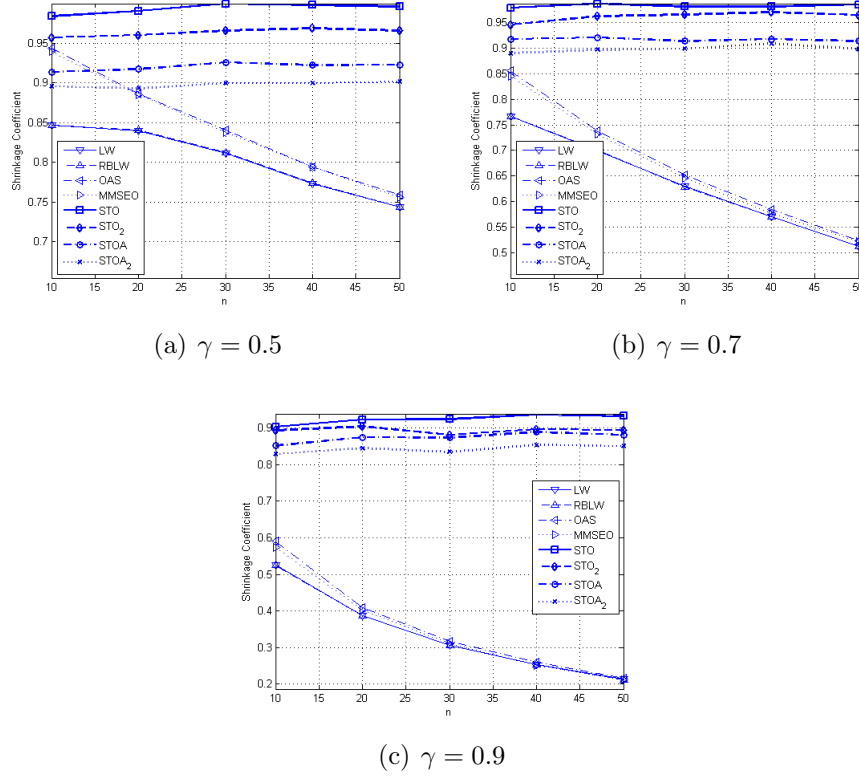 0.95
0.9
0.85
0.8
0.75
0.7
Shrinkage Coefficient
LW
RBLW
OAS
MMSEO
STO
STO₂
STOA
STOA₂
10 15 20 25 30 35 40 45 50
n
(a) γ = 0.5
0.95
0.9
0.85
0.8
0.75
0.7
0.65
0.6
0.55
0.5
Shrinkage Coefficient
LW
RBLW
OAS
MMSEO
STO
STO₂
STOA
STOA₂
10 15 20 25 30 35 40 45 50
n
(b) γ = 0.7
0.9
0.8
0.7
0.6
0.5
0.4
0.3
0.2
Shrinkage Coefficient
LW
RBLW
OAS
MMSEO
STO
STO₂
STOA
STOA₂
10 15 20 25 30 35 40 45 50
n
(c) γ = 0.9